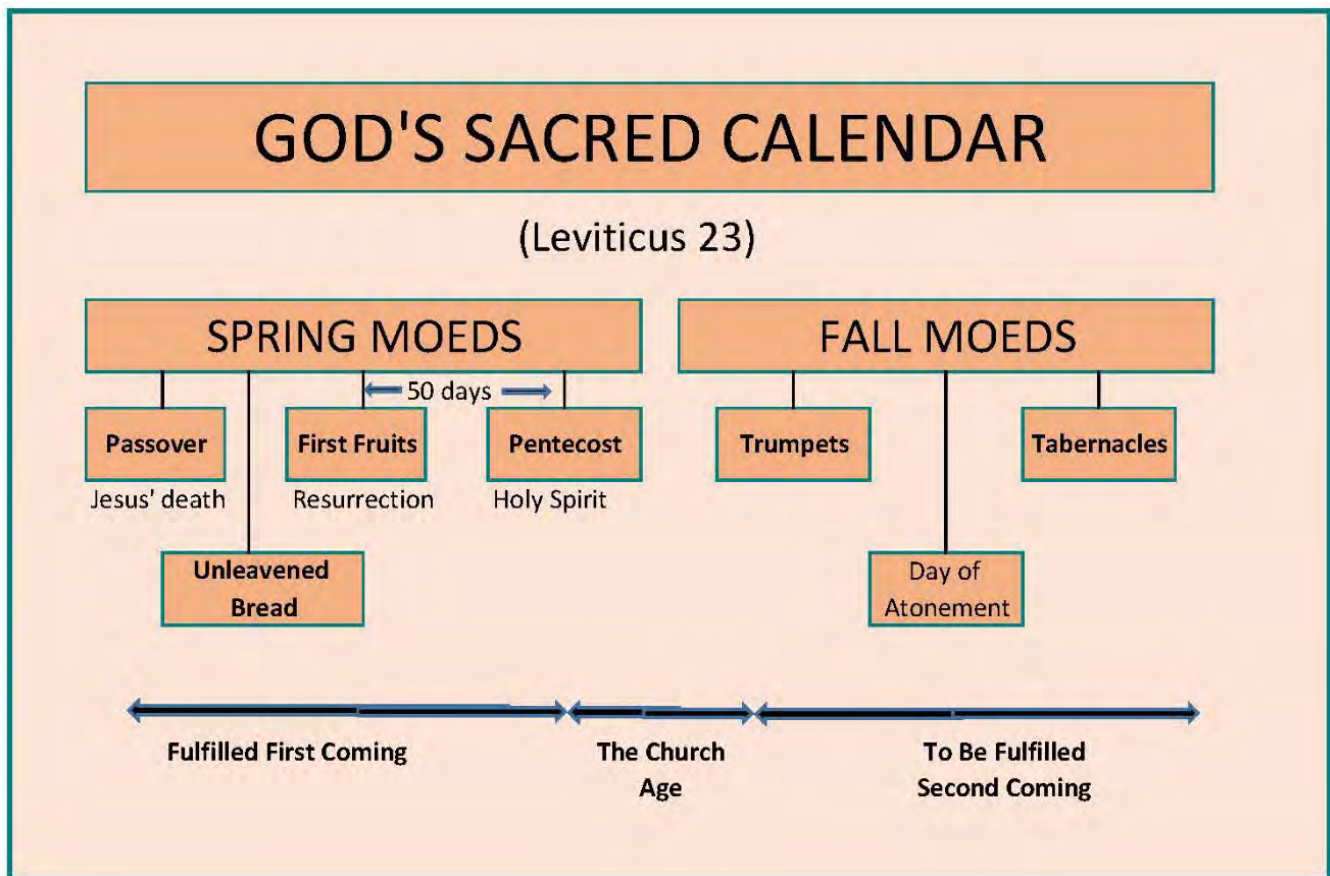 GOD'S SACRED CALENDAR
(Leviticus 23)
SPRING MOEDS
FALL MOEDS
50 days
Passover
First Fruits
Pentecost
Trumpets
Tabernacles
Jesus' death
Resurrection
Holy Spirit
Unleavened
Bread
Day of
Atonement
Fulfilled First Coming
The Church
Age
To Be Fulfilled
Second Coming